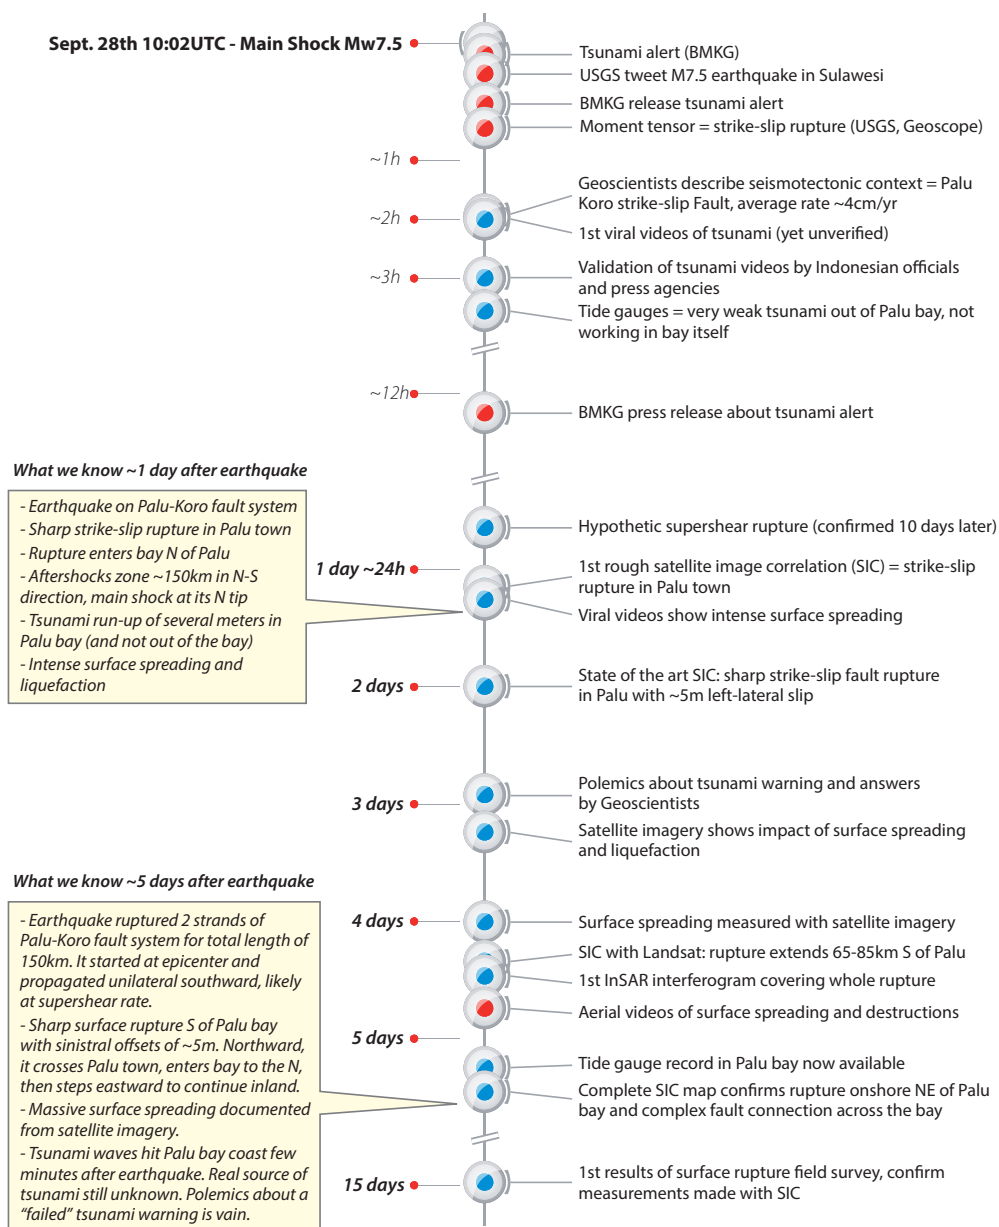 Sept. 28th 10:02UTC - Main Shock Mw7.5
Tsunami alert (BMKG)
USGS tweet M7.5 earthquake in Sulawesi
BMKG release tsunami alert
Moment tensor = strike-slip rupture (USGS, Geoscope)
~1h
Geoscientists describe seismotectonic context = Palu
Koro strike-slip Fault, average rate ~4cm/yr
~2h
1st viral videos of tsunami (yet unverified)
~3h
Validation of tsunami videos by Indonesian officials
and press agencies
Tide gauges = very weak tsunami out of Palu bay, not
working in bay itself
~12h
BMKG press release about tsunami alert
What we know ~1 day after earthquake
- Earthquake on Palu-Koro fault system
- Sharp strike-slip rupture in Palu town
- Rupture enters bay N of Palu
- Aftershocks zone ~150km in N-S
direction, main shock at its N tip
- Tsunami run-up of several meters in
Palu bay (and not out of the bay)
- Intense surface spreading and
liquefaction
Hypothetic supershear rupture (confirmed 10 days later)
1 day ~24h
1st rough satellite image correlation (SIC) = strike-slip
rupture in Palu town
Viral videos show intense surface spreading
2 days
State of the art SIC: sharp strike-slip fault rupture
in Palu with ~5m left-lateral slip
3 days
Polemics about tsunami warning and answers
by Geoscientists
Satellite imagery shows impact of surface spreading
and liquefaction
What we know ~5 days after earthquake
- Earthquake ruptured 2 strands of
Palu-Koro fault system for total length of
150km. It started at epicenter and
propagated unilateral southward, likely
at supershear rate.
- Sharp surface rupture S of Palu bay
with sinistral offsets of ~5m. Northward,
it crosses Palu town, enters bay to the N,
then steps eastward to continue inland.
- Massive surface spreading documented
from satellite imagery.
- Tsunami waves hit Palu bay coast few
minutes after earthquake. Real source of
tsunami still unknown. Polemics about a
“failed” tsunami warning is vain.
4 days
Surface spreading measured with satellite imagery
SIC with Landsat: rupture extends 65-85km S of Palu
1st InSAR interferogram covering whole rupture
Aerial videos of surface spreading and destructions
5 days
Tide gauge record in Palu bay now available
Complete SIC map confirms rupture onshore NE of Palu
bay and complex fault connection across the bay
15 days
1st results of surface rupture field survey, confirm
measurements made with SIC